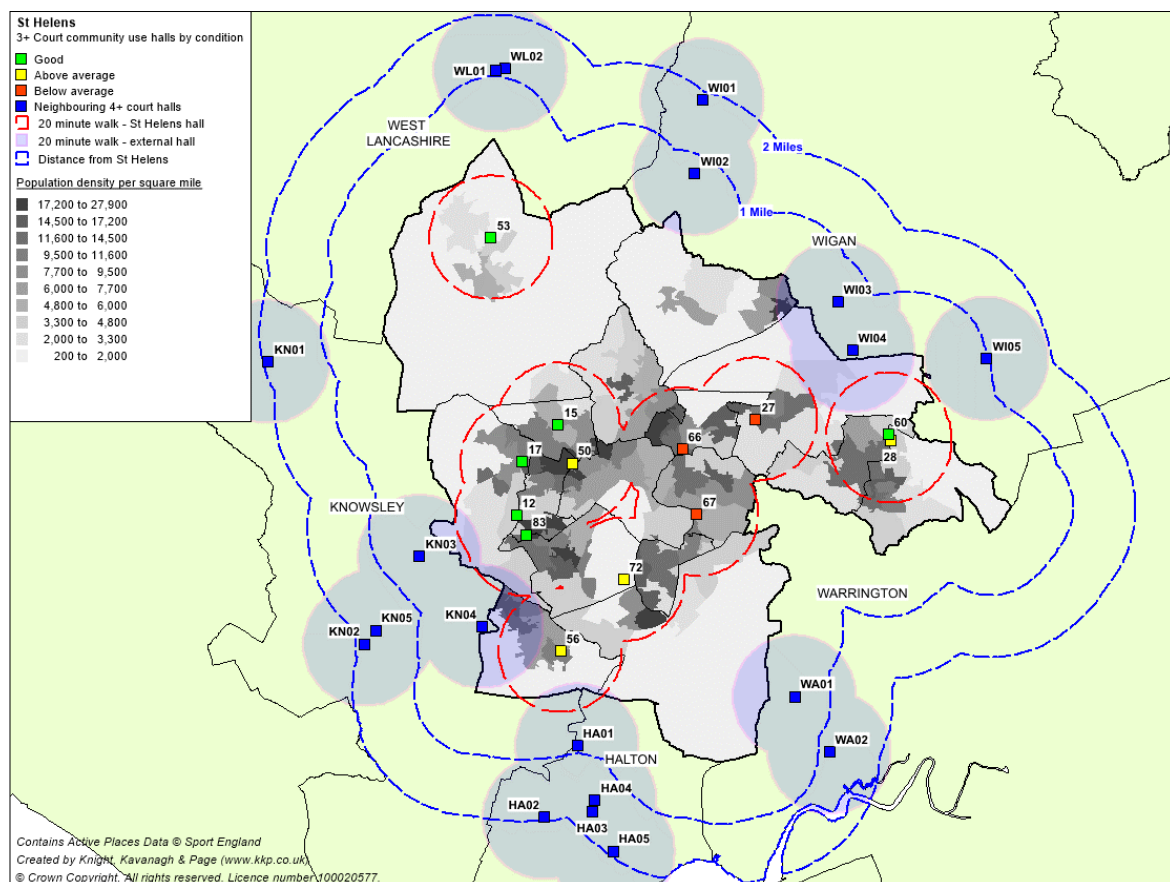 St Helens
3+ Court community use halls by condition
Good
Above average
Below average
Neighbouring 4+ court halls
20 minute walk - St Helens hall
20 minute walk - external hall
Distance from St Helens
Population density per square mile
17,200 to 27,900
14,500 to 17,200
11,600 to 14,500
9,500 to 11,600
7,700 to 9,500
6,000 to 7,700
4,800 to 6,000
3,300 to 4,800
2,000 to 3,300
200 to 2,000
WL02
WL01
WI01
WEST
LANCASHIRE
2 Miles
WI02
1 Mile
53
WIGAN
WI03
KN01
WI04
WI05
15
27
60
66
17
50
28
12
67
KNOWSLEY
83
KN03
72
WARRINGTON
KN04
KN02
KN05
56
WA01
HA01
WA02
HALTON
HA04
HA02
HA03
HA05
Contains Active Places Data © Sport England
Created by Knight, Kavanagh & Page (www.kkp.co.uk)
© Crown Copyright. All rights reserved. Licence number 100020577.